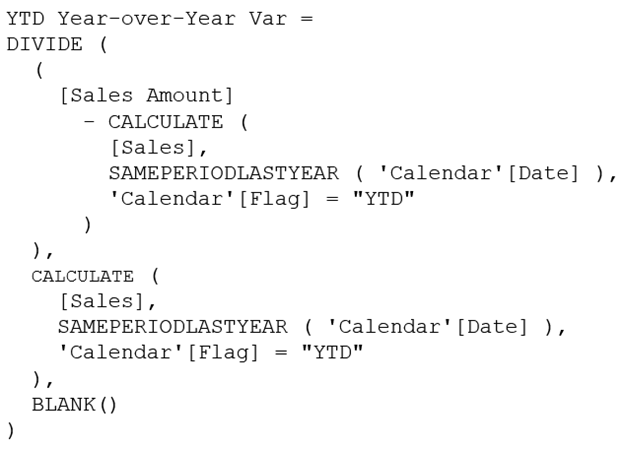 YTD Year-over-Year Var =
DIVIDE (
  (
    [Sales Amount]
      - CALCULATE (
        [Sales],
        SAMEPERIODLASTYEAR ( 'Calendar'[Date] ),
        'Calendar'[Flag] = "YTD"
      )
  ),
  CALCULATE (
    [Sales],
    SAMEPERIODLASTYEAR ( 'Calendar'[Date] ),
    'Calendar'[Flag] = "YTD"
  ),
  BLANK()
)